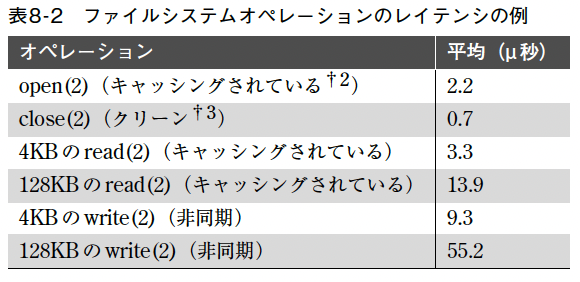 表8-2 ファイルシステムオペレーションのレイテンシの例
オペレーション 平均（μ秒）
open(2)（キャッシングされている†2） 2.2
close(2)（クリーン†3） 0.7
4KBのread(2)（キャッシングされている） 3.3
128KBのread(2)（キャッシングされている） 13.9
4KBのwrite(2)（非同期） 9.3
128KBのwrite(2)（非同期） 55.2